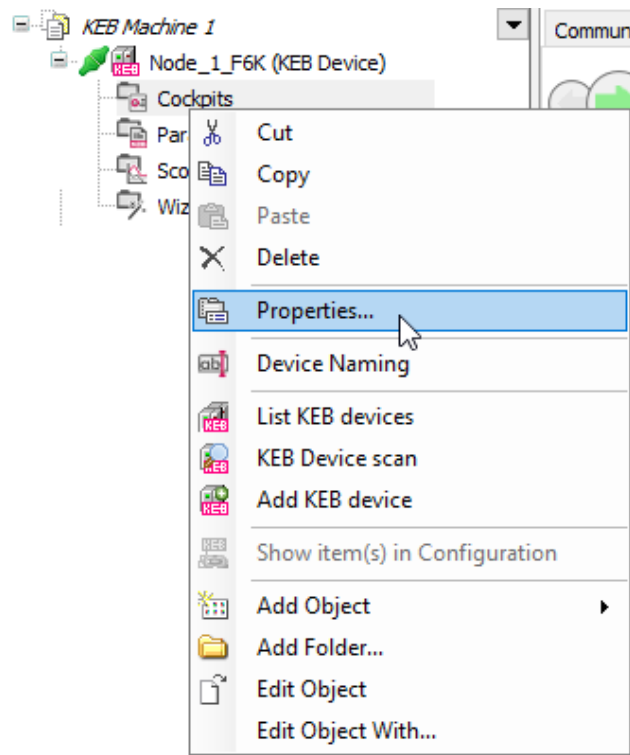 KEB Machine 1
Commun
Node_1_F6K (KEB Device)
Cockpits
Par
Cut
Sco
Copy
Wiz
Paste
Delete
Properties...
Device Naming
List KEB devices
KEB Device scan
Add KEB device
Show item(s) in Configuration
Add Object
Add Folder...
Edit Object
Edit Object With...